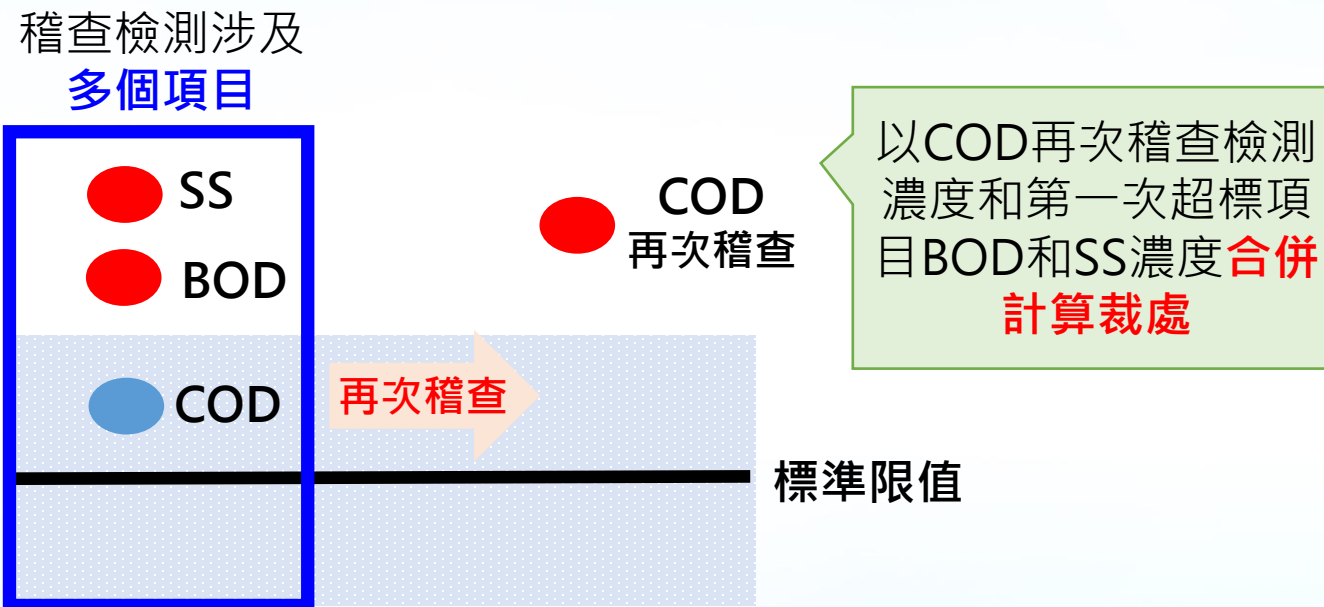 稽查檢測涉及
多個項目
SS
BOD
COD
再次稽查
COD
再次稽查
標準限值
以COD再次稽查檢測
濃度和第一次超標項
目BOD和SS濃度合併
計算裁處